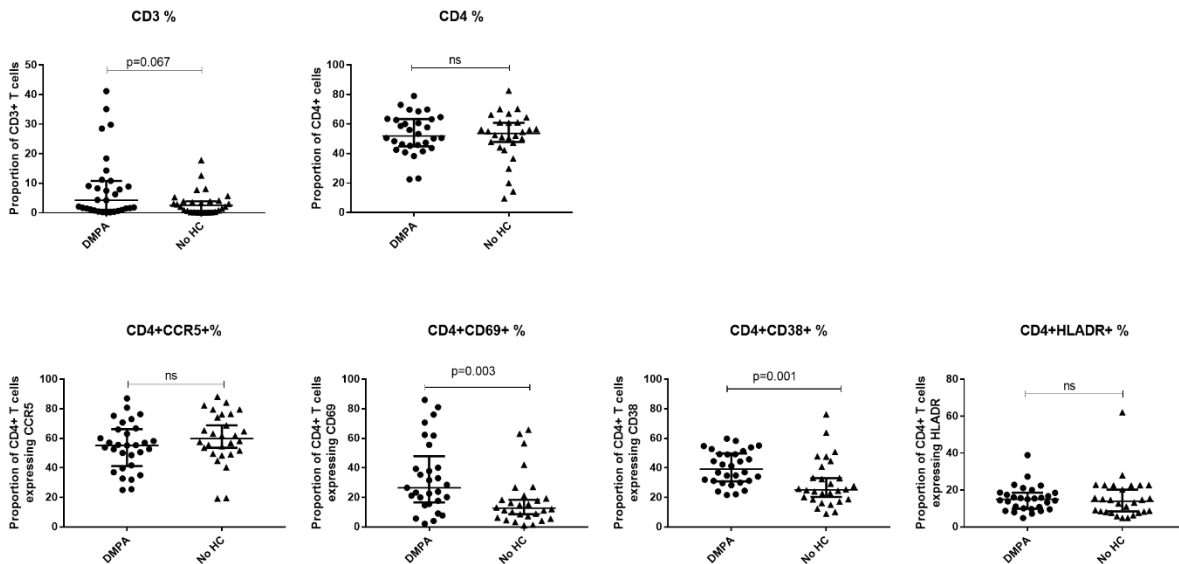 CD3 %
CD4 %
Proportion of CD3+ T cells
50
40
30
20
10
0
p=0.067
DMPA
No HC
Proportion of CD4+ cells
100
80
60
40
20
0
ns
DMPA
No HC
CD4+CCR5+%
CD4+CD69+ %
CD4+CD38+ %
CD4+HLADR+ %
Proportion of CD4+ T cells
expressing CCR5
100
80
60
40
20
0
ns
DMPA
No HC
Proportion of CD4+ T cells
expressing CD69
100
80
60
40
20
0
p=0.003
DMPA
No HC
Proportion of CD4+ T cells
expressing CD38
100
80
60
40
20
0
p=0.001
DMPA
No HC
Proportion of CD4+ T cells
expressing HLADR
80
60
40
20
0
ns
DMPA
No HC